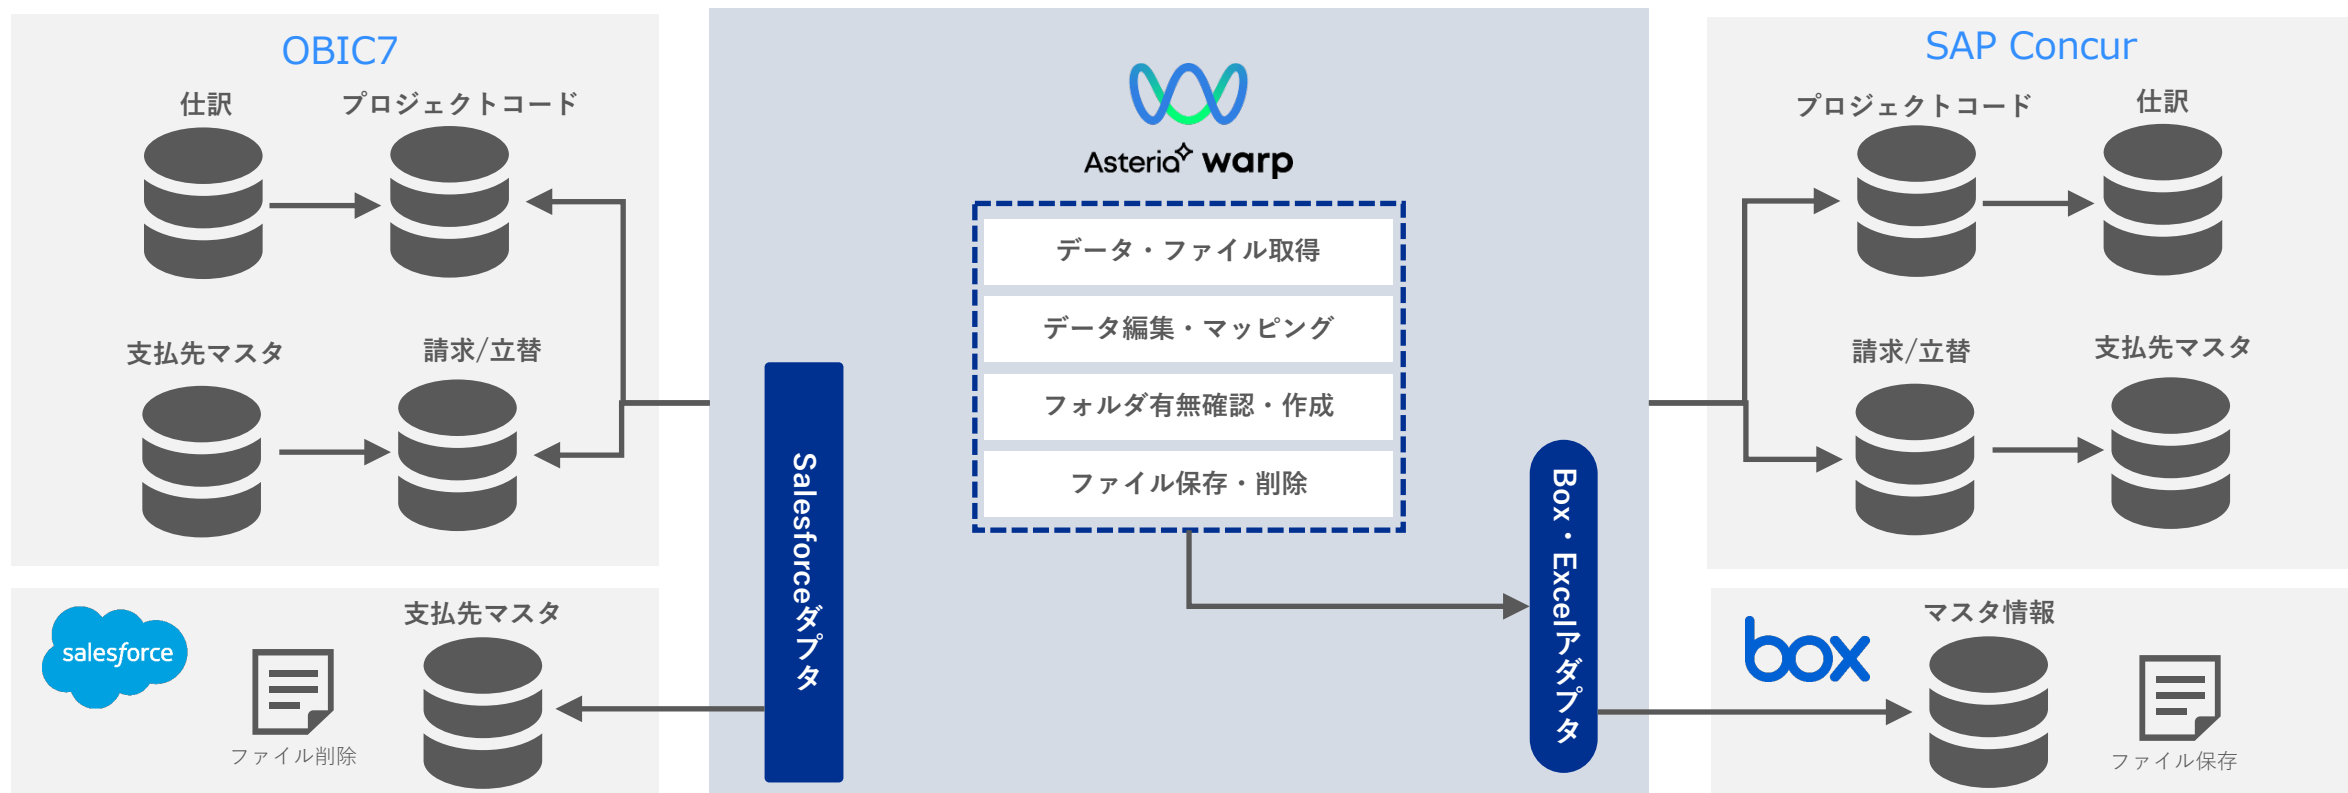 OBIC7
仕訳
プロジェクトコード
支払先マスタ
請求/立替
salesforce
ファイル削除
支払先マスタ
Asteria warp
データ・ファイル取得
データ編集・マッピング
フォルダ有無確認・作成
ファイル保存・削除
Salesforceダプタ
Box・Excelアダプタ
SAP Concur
プロジェクトコード
仕訳
請求/立替
支払先マスタ
box
マスタ情報
ファイル保存